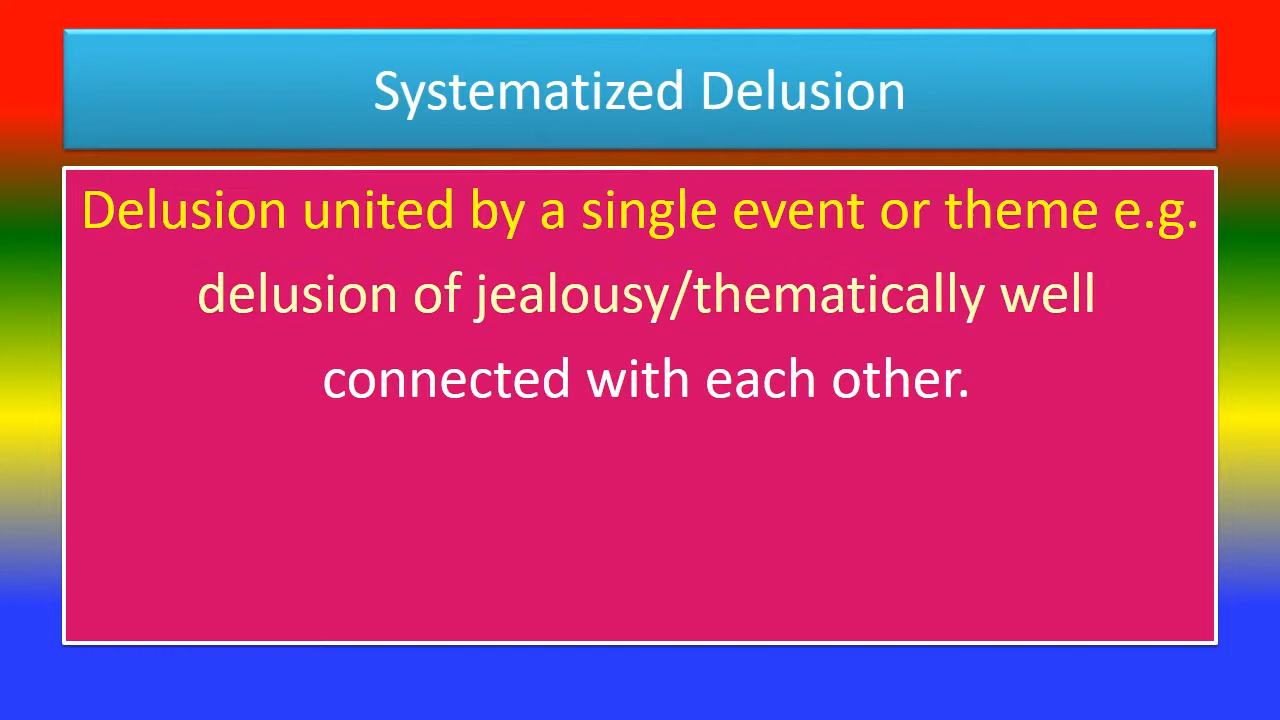 Systematized Delusion
Delusion united by a single event or theme e.g.
delusion of jealousy/thematically well
connected with each other.